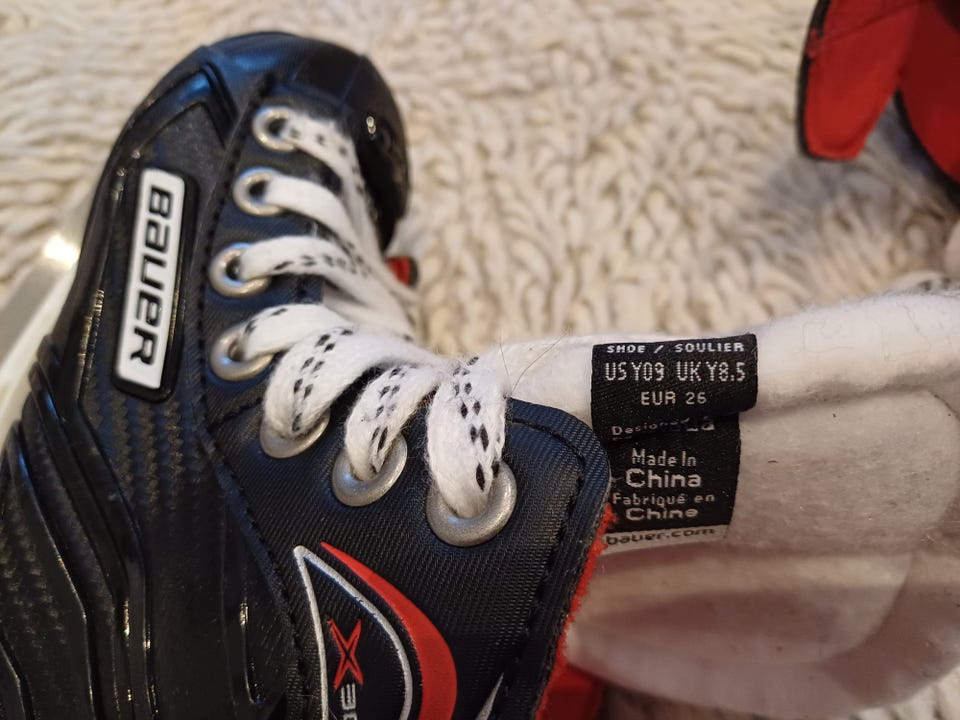 BAUER
SHOE / SOULIER
US Y09 UK Y8.5
EUR 26
Made In
China
Fabriqué en
Chine
bauer.com
X